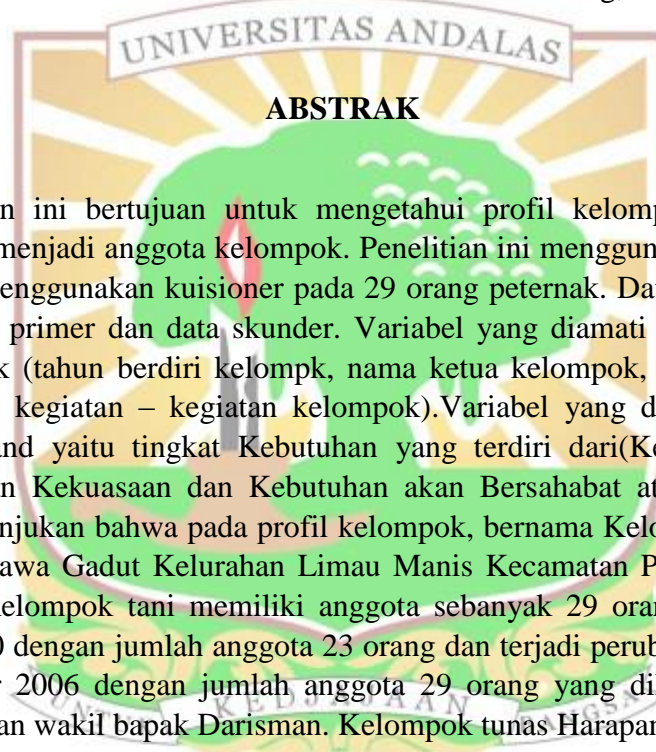 UNIVERSITAS ANDALAS
ABSTRAK
n ini bertujuan untuk mengetahui profil kelomp
menjadi anggota kelompok. Penelitian ini menggun
enggunakan kuisioner pada 29 orang peternak. Dat
primer dan data skunder. Variabel yang diamati
k (tahun berdiri kelompk, nama ketua kelompok,
kegiatan – kegiatan kelompok).Variabel yang d
and yaitu tingkat Kebutuhan yang terdiri dari(Ke
n Kekuasaan dan Kebutuhan akan Bersahabat at
njukan bahwa pada profil kelompok, bernama Kelo
awa Gadut Kelurahan Limau Manis Kecamatan P
elompok tani memiliki anggota sebanyak 29 oran
0 dengan jumlah anggota 23 orang dan terjadi perub
r 2006 dengan jumlah anggota 29 orang yang di
an wakil bapak Darisman. Kelompok tunas Harapan
UNTUK KEDJAJAAN BANGSA